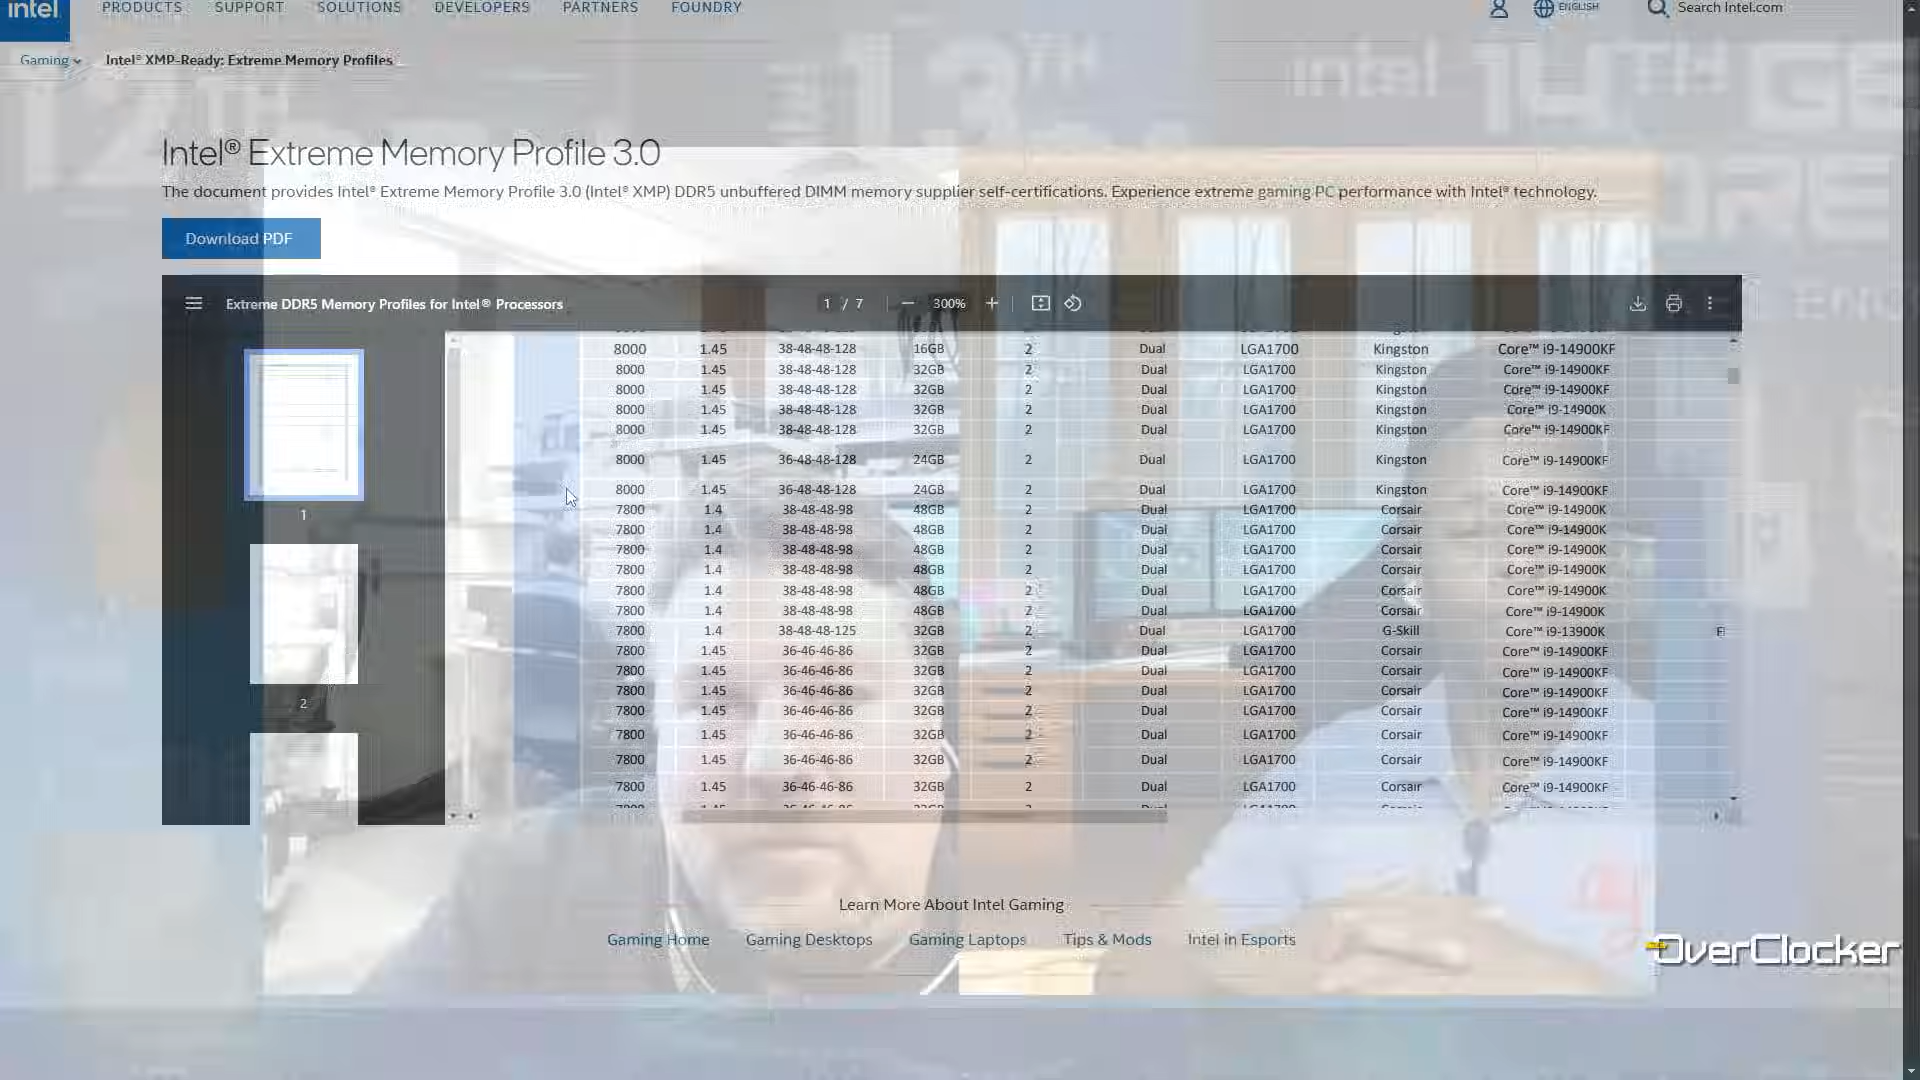 intel PRODUCTS SUPPORT SOLUTIONS DEVELOPERS PARTNERS FOUNDRY ENGLISH Search Intel.com
Gaming Intel® XMP-Ready: Extreme Memory Profiles
12TH 13TH intel 14TH GE
Intel® Extreme Memory Profile 3.0
The document provides Intel® Extreme Memory Profile 3.0 (Intel® XMP) DDR5 unbuffered DIMM memory supplier self-certifications. Experience extreme gaming PC performance with Intel® technology.
Download PDF
Extreme DDR5 Memory Profiles for Intel® Processors 1 / 7 300%
8000 1.45 38-48-48-128 16GB 2 Dual LGA1700 Kingston Core™ i9-14900KF
8000 1.45 38-48-48-128 32GB 2 Dual LGA1700 Kingston Core™ i9-14900KF
8000 1.45 38-48-48-128 32GB 2 Dual LGA1700 Kingston Core™ i9-14900KF
8000 1.45 38-48-48-128 32GB 2 Dual LGA1700 Kingston Core™ i9-14900K
8000 1.45 38-48-48-128 32GB 2 Dual LGA1700 Kingston Core™ i9-14900KF
8000 1.45 36-48-48-128 24GB 2 Dual LGA1700 Kingston Core™ i9-14900KF
8000 1.45 36-48-48-128 24GB 2 Dual LGA1700 Kingston Core™ i9-14900KF
7800 1.4 38-48-48-98 48GB 2 Dual LGA1700 Corsair Core™ i9-14900K
7800 1.4 38-48-48-98 48GB 2 Dual LGA1700 Corsair Core™ i9-14900K
7800 1.4 38-48-48-98 48GB 2 Dual LGA1700 Corsair Core™ i9-14900K
7800 1.4 38-48-48-98 48GB 2 Dual LGA1700 Corsair Core™ i9-14900K
7800 1.4 38-48-48-98 48GB 2 Dual LGA1700 Corsair Core™ i9-14900K
7800 1.4 38-48-48-98 48GB 2 Dual LGA1700 Corsair Core™ i9-14900K
7800 1.4 38-48-48-125 32GB 2 Dual LGA1700 G-Skill Core™ i9-13900K
7800 1.45 36-46-46-86 32GB 2 Dual LGA1700 Corsair Core™ i9-14900KF
7800 1.45 36-46-46-86 32GB 2 Dual LGA1700 Corsair Core™ i9-14900KF
7800 1.45 36-46-46-86 32GB 2 Dual LGA1700 Corsair Core™ i9-14900KF
7800 1.45 36-46-46-86 32GB 2 Dual LGA1700 Corsair Core™ i9-14900KF
7800 1.45 36-46-46-86 32GB 2 Dual LGA1700 Corsair Core™ i9-14900KF
7800 1.45 36-46-46-86 32GB 2 Dual LGA1700 Corsair Core™ i9-14900KF
7800 1.45 36-46-46-86 32GB 2 Dual LGA1700 Corsair Core™ i9-14900KF
1
2
Learn More About Intel Gaming
Gaming Home Gaming Desktops Gaming Laptops Tips & Mods Intel in Esports
OverClocker